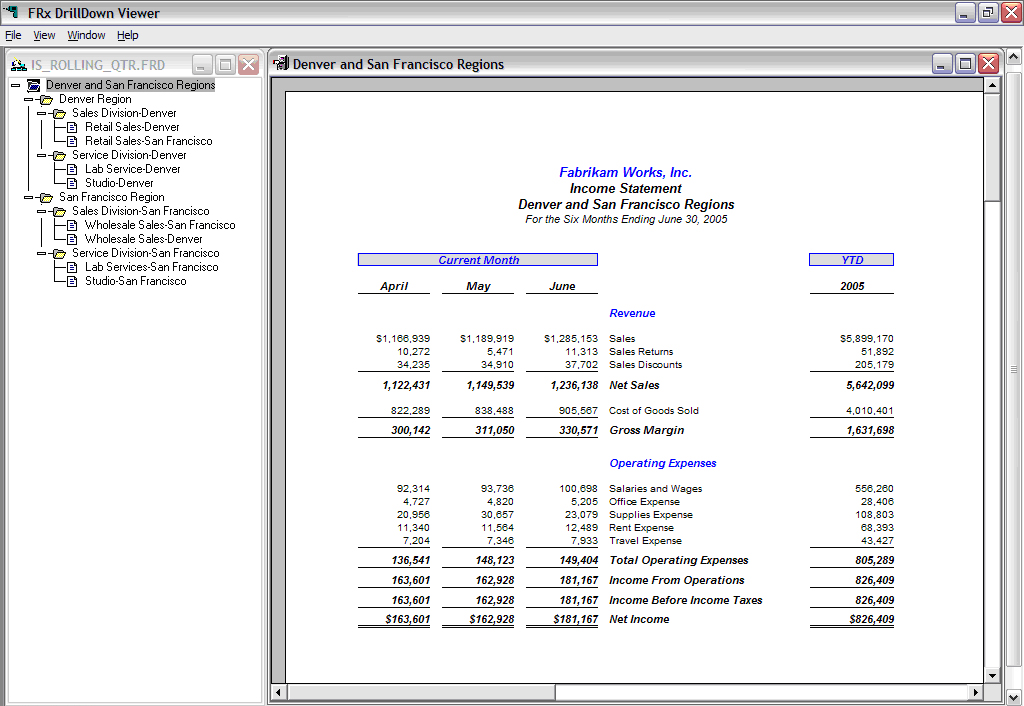 FRx DrillDown Viewer
File View Window Help
IS_ROLLING_QTR.FRD
Denver and San Francisco Regions
Denver Region
Sales Division-Denver
Retail Sales-Denver
Retail Sales-San Francisco
Service Division-Denver
Lab Service-Denver
Studio-Denver
San Francisco Region
Sales Division-San Francisco
Wholesale Sales-San Francisco
Wholesale Sales-Denver
Service Division-San Francisco
Lab Services-San Francisco
Studio-San Francisco
Denver and San Francisco Regions
Fabrikam Works, Inc.
Income Statement
Denver and San Francisco Regions
For the Six Months Ending June 30, 2005
Current Month YTD
April May June 2005
Revenue
$1,166,939 $1,189,919 $1,285,153 Sales $5,899,170
10,272 5,471 11,313 Sales Returns 51,892
34,235 34,910 37,702 Sales Discounts 205,179
1,122,431 1,149,539 1,236,138 Net Sales 5,642,099
822,289 838,488 905,567 Cost of Goods Sold 4,010,401
300,142 311,050 330,571 Gross Margin 1,631,698
Operating Expenses
92,314 93,736 100,698 Salaries and Wages 556,260
4,727 4,820 5,205 Office Expense 28,406
20,956 30,657 23,079 Supplies Expense 108,803
11,340 11,564 12,489 Rent Expense 68,393
7,204 7,346 7,933 Travel Expense 43,427
136,541 148,123 149,404 Total Operating Expenses 805,289
163,601 162,928 181,167 Income From Operations 826,409
163,601 162,928 181,167 Income Before Income Taxes 826,409
$163,601 $162,928 $181,167 Net Income $826,409